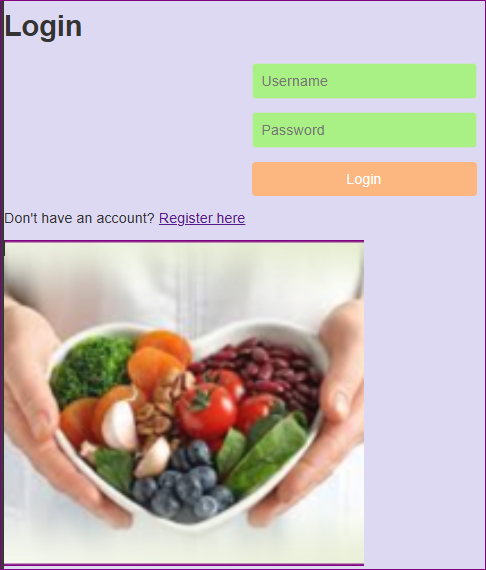 Login
Username
Password
Login
Don't have an account? Register here